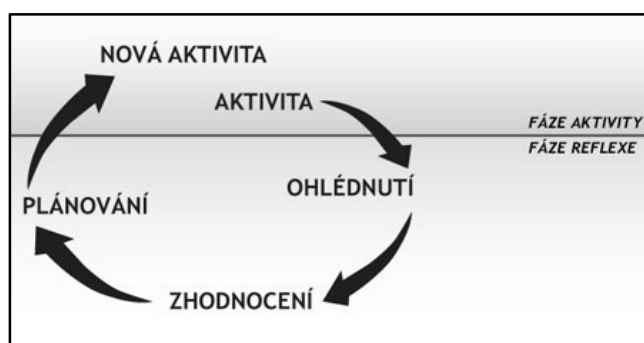 NOVÁ AKTIVITA
AKTIVITA
FÁZE AKTIVITY
FÁZE REFLEXE
OHLÉDNUTÍ
PLÁNOVÁNÍ
ZHODNOCENÍ